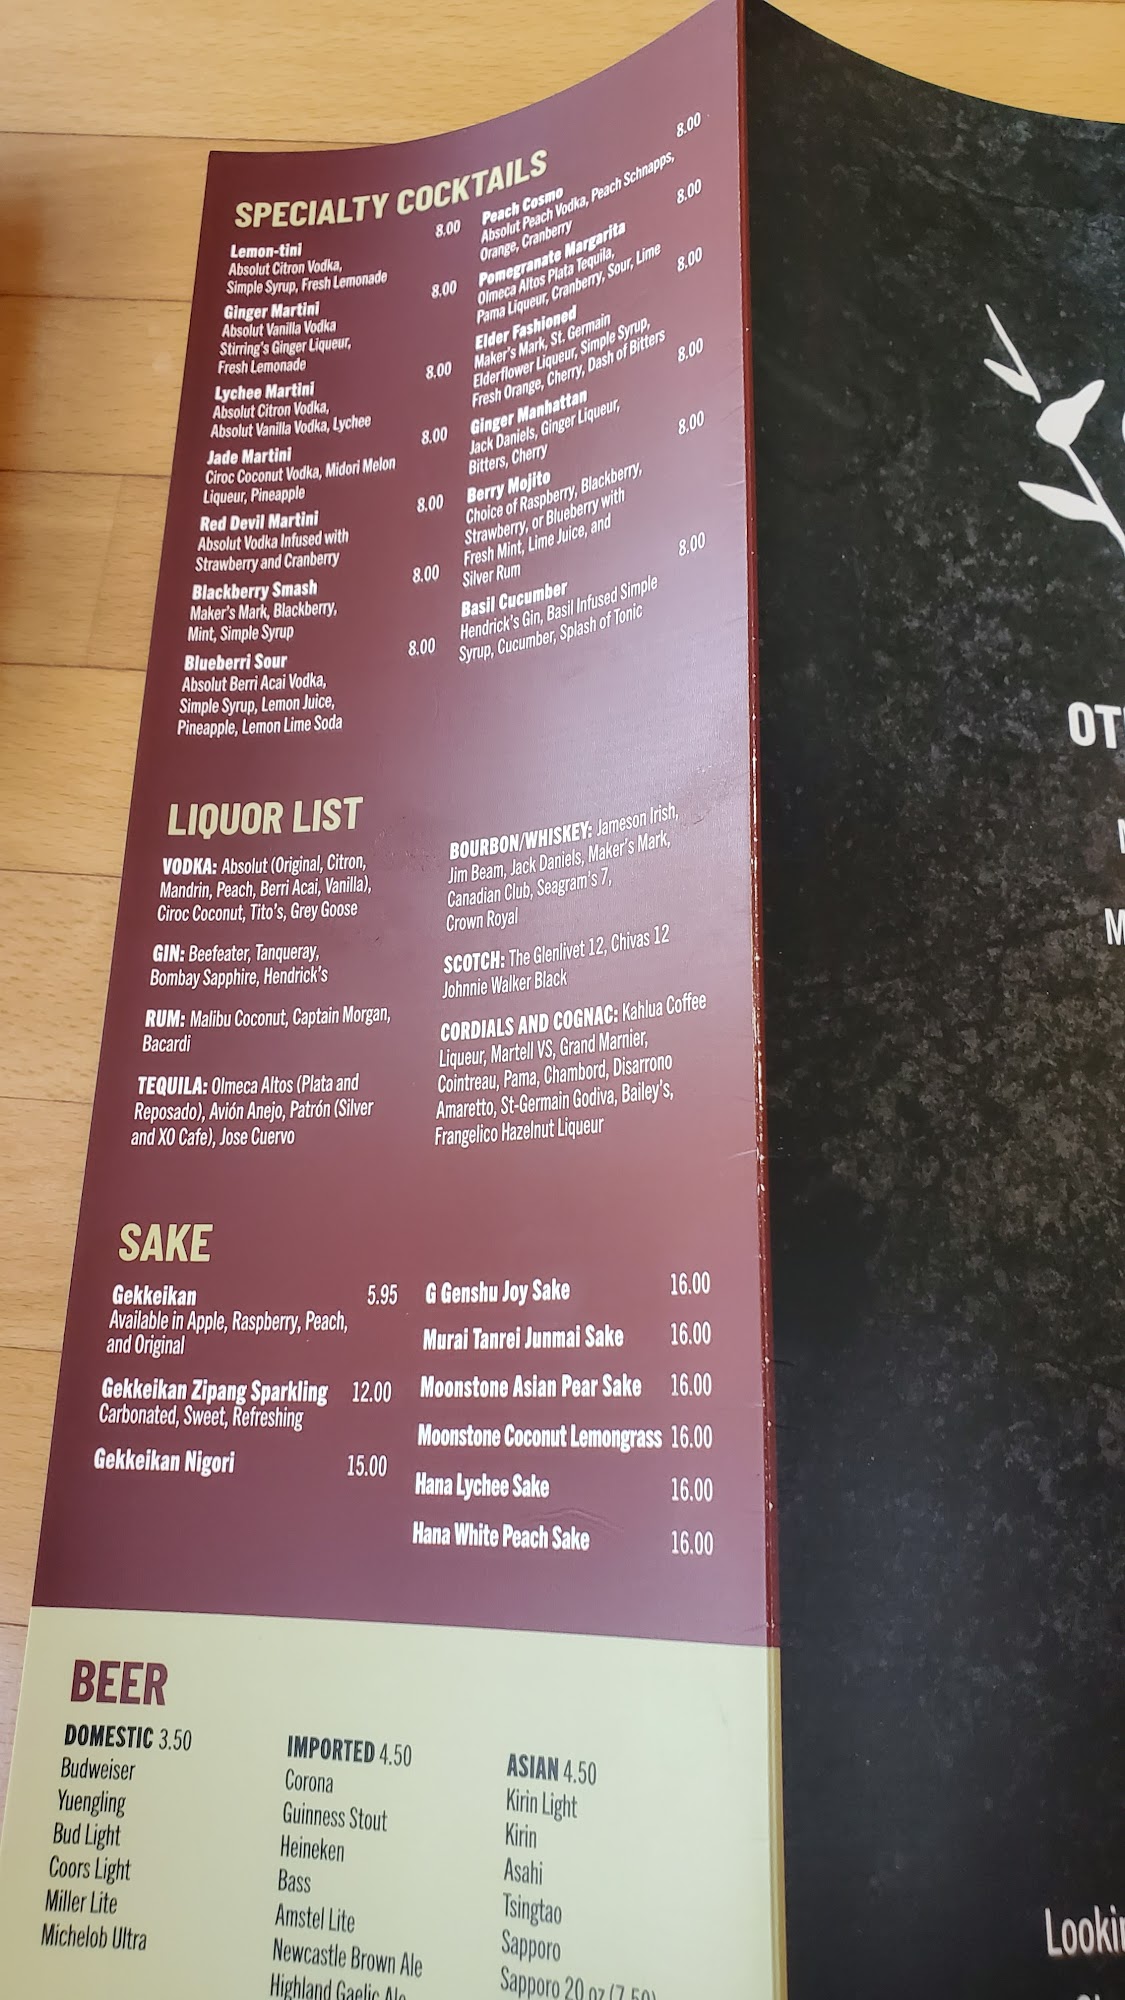 SPECIALTY COCKTAILS
Lemon-tini 8.00
Absolut Citron Vodka,
Simple Syrup, Fresh Lemonade
Ginger Martini 8.00
Absolut Vanilla Vodka
Stirring's Ginger Liqueur,
Fresh Lemonade
Lychee Martini 8.00
Absolut Citron Vodka,
Absolut Vanilla Vodka, Lychee
Jade Martini 8.00
Ciroc Coconut Vodka, Midori Melon
Liqueur, Pineapple
Red Devil Martini 8.00
Absolut Vodka Infused with
Strawberry and Cranberry
Blackberry Smash 8.00
Maker's Mark, Blackberry,
Mint, Simple Syrup
Blueberri Sour 8.00
Absolut Berri Acai Vodka,
Simple Syrup, Lemon Juice,
Pineapple, Lemon Lime Soda
Peach Cosmo 8.00
Absolut Peach Vodka, Peach Schnapps,
Orange, Cranberry
Pomegranate Margarita 8.00
Olmeca Altos Plata Tequila,
Pama Liqueur, Cranberry, Sour, Lime
Elder Fashioned 8.00
Maker's Mark, St. Germain
Elderflower Liqueur, Simple Syrup,
Fresh Orange, Cherry, Dash of Bitters
Ginger Manhattan 8.00
Jack Daniels, Ginger Liqueur,
Bitters, Cherry
Berry Mojito 8.00
Choice of Raspberry, Blackberry,
Strawberry, or Blueberry with
Fresh Mint, Lime Juice, and
Silver Rum
Basil Cucumber 8.00
Hendrick's Gin, Basil Infused Simple
Syrup, Cucumber, Splash of Tonic
LIQUOR LIST
VODKA: Absolut (Original, Citron,
Mandrin, Peach, Berri Acai, Vanilla),
Ciroc Coconut, Tito's, Grey Goose
GIN: Beefeater, Tanqueray,
Bombay Sapphire, Hendrick's
RUM: Malibu Coconut, Captain Morgan,
Bacardi
TEQUILA: Olmeca Altos (Plata and
Reposado), Avión Anejo, Patrón (Silver
and XO Cafe), Jose Cuervo
BOURBON/WHISKEY: Jameson Irish,
Jim Beam, Jack Daniels, Maker's Mark,
Canadian Club, Seagram's 7,
Crown Royal
SCOTCH: The Glenlivet 12, Chivas 12
Johnnie Walker Black
CORDIALS AND COGNAC: Kahlua Coffee
Liqueur, Martell VS, Grand Marnier,
Cointreau, Pama, Chambord, Disarrono
Amaretto, St-Germain Godiva, Bailey's,
Frangelico Hazelnut Liqueur
SAKE
Gekkeikan 5.95
Available in Apple, Raspberry, Peach,
and Original
Gekkeikan Zipang Sparkling 12.00
Carbonated, Sweet, Refreshing
Gekkeikan Nigori 15.00
G Genshu Joy Sake 16.00
Murai Tanrei Junmai Sake 16.00
Moonstone Asian Pear Sake 16.00
Moonstone Coconut Lemongrass 16.00
Hana Lychee Sake 16.00
Hana White Peach Sake 16.00
BEER
DOMESTIC 3.50
Budweiser
Yuengling
Bud Light
Coors Light
Miller Lite
Michelob Ultra
IMPORTED 4.50
Corona
Guinness Stout
Heineken
Bass
Amstel Lite
Newcastle Brown Ale
Highland Gaelic Ale
ASIAN 4.50
Kirin Light
Kirin
Asahi
Tsingtao
Sapporo
Sapporo 20 oz (7.50)